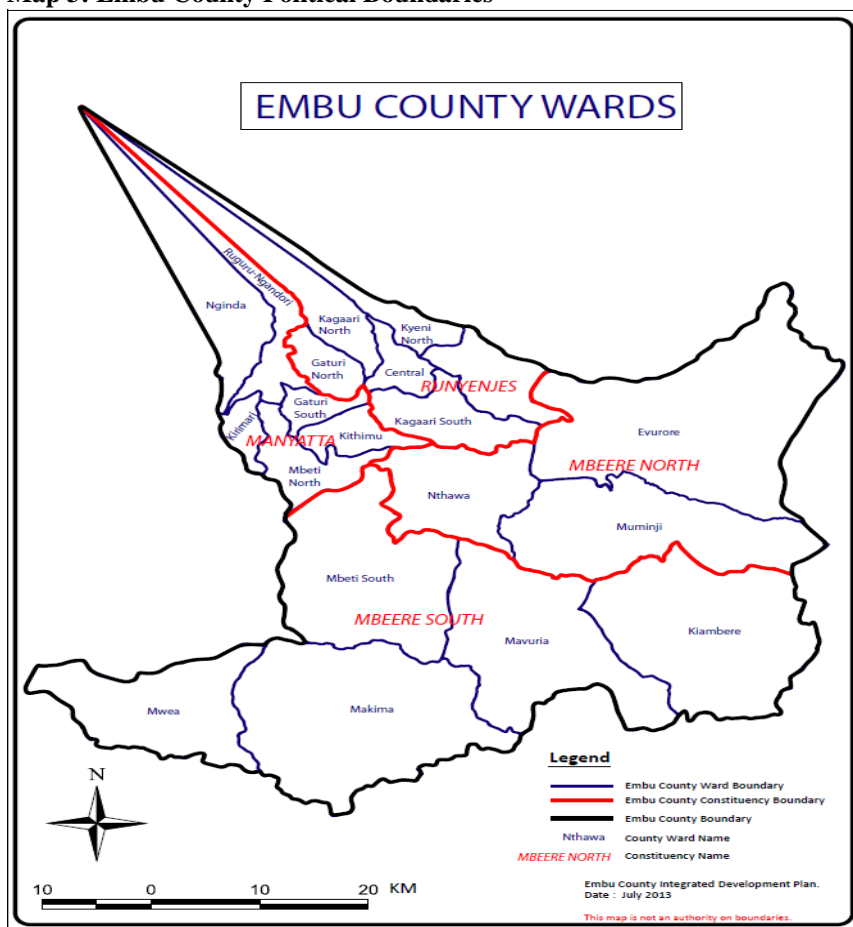 Map 3: Embu County Political Boundaries
EMBU COUNTY WARDS
Ruguru-Ngandori
Nginda
Kagaari
North
Kyeni
North
Gaturi
North
Central
RUNYENJES
Gaturi
South
Kagaari South
Kirimari
MANYATTA
Kithimu
Evurore
MBEERE NORTH
Mbeti
North
Nthawa
Muminji
Mbeti South
MBEERE SOUTH
Mavuria
Kiambere
Mwea
Makima
N
10 0 10 20 KM
Legend
Embu County Ward Boundary
Embu County Constituency Boundary
Embu County Boundary
Nthawa County Ward Name
MBEERE NORTH Constituency Name
Embu County Integrated Development Plan.
Date : July 2013
This map is not an authority on boundaries.